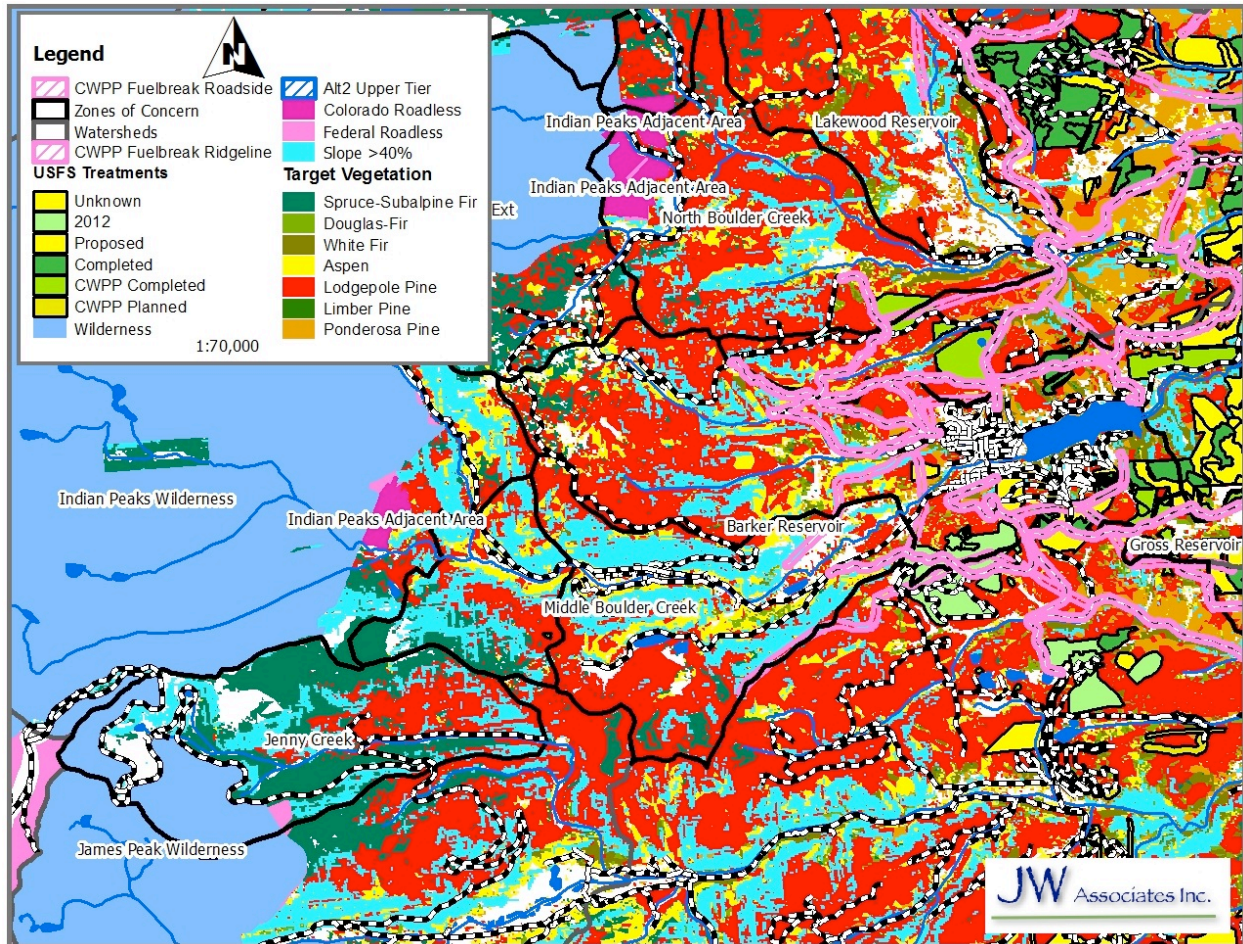 Legend
N
CWPP Fuelbreak Roadside
Zones of Concern
Watersheds
CWPP Fuelbreak Ridgeline
USFS Treatments
Unknown
2012
Proposed
Completed
CWPP Completed
CWPP Planned
Wilderness
Alt2 Upper Tier
Colorado Roadless
Federal Roadless
Slope >40%
Target Vegetation
Spruce-Subalpine Fir
Douglas-Fir
White Fir
Aspen
Lodgepole Pine
Limber Pine
Ponderosa Pine
1:70,000
Indian Peaks Adjacent Area
Lakewood Reservoir
Indian Peaks Adjacent Area
Ext
North Boulder Creek
Indian Peaks Wilderness
Indian Peaks Adjacent Area
Barker Reservoir
Gross Reservoir
Middle Boulder Creek
Jenny Creek
James Peak Wilderness
JW Associates Inc.